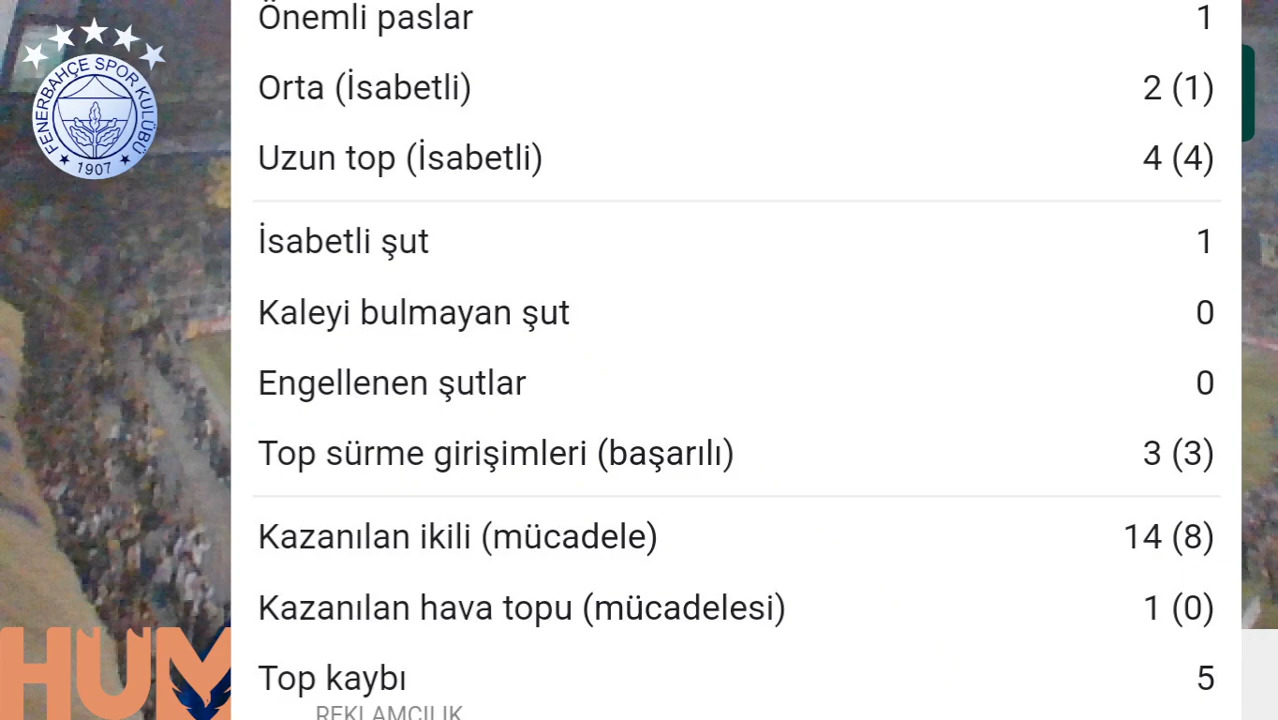 Önemli paslar 1
FENERBAHÇE SPOR KULÜBÜ
1907
Orta (İsabetli) 2 (1)
Uzun top (İsabetli) 4 (4)
İsabetli şut 1
Kaleyi bulmayan şut 0
Engellenen şutlar 0
Top sürme girişimleri (başarılı) 3 (3)
Kazanılan ikili (mücadele) 14 (8)
Kazanılan hava topu (mücadelesi) 1 (0)
HUM
Top kaybı 5
REKLAMCILIK